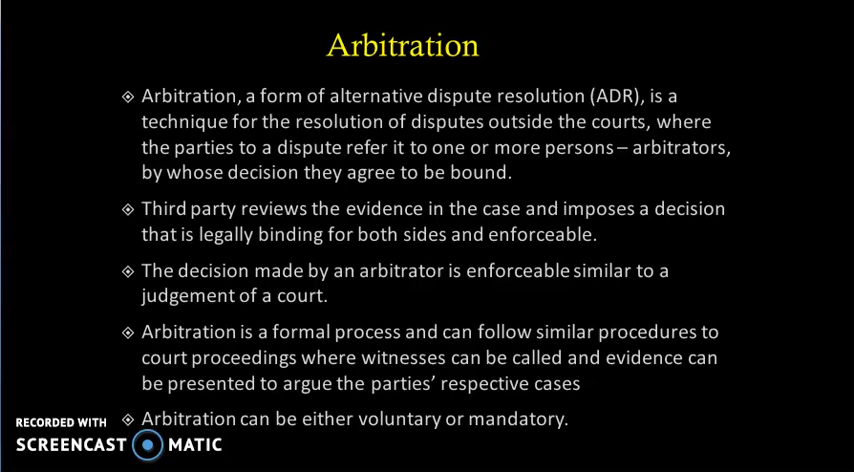 Arbitration
Arbitration, a form of alternative dispute resolution (ADR), is a
technique for the resolution of disputes outside the courts, where
the parties to a dispute refer it to one or more persons – arbitrators,
by whose decision they agree to be bound.
Third party reviews the evidence in the case and imposes a decision
that is legally binding for both sides and enforceable.
The decision made by an arbitrator is enforceable similar to a
judgement of a court.
Arbitration is a formal process and can follow similar procedures to
court proceedings where witnesses can be called and evidence can
be presented to argue the parties’ respective cases
Arbitration can be either voluntary or mandatory.
RECORDED WITH
SCREENCAST MATIC